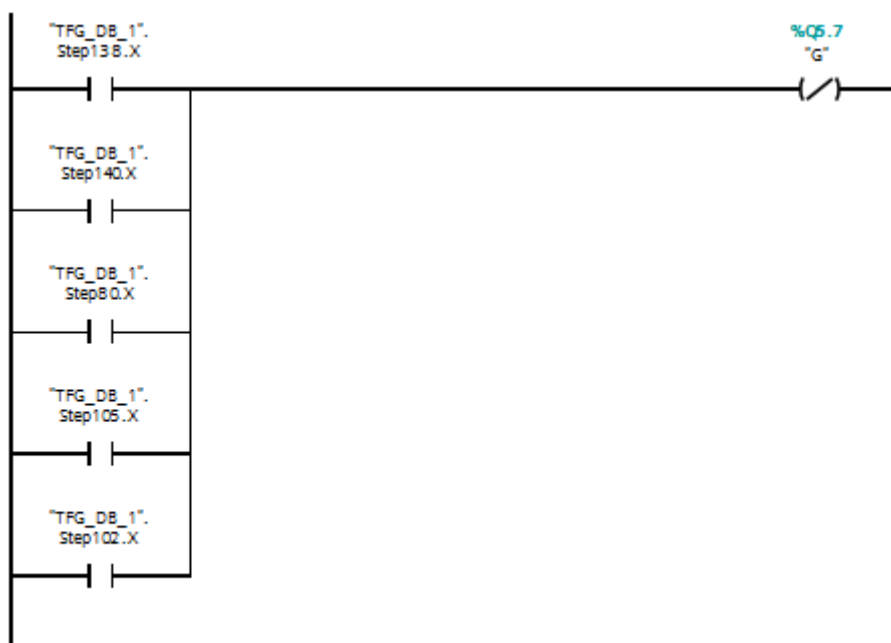 "TFG_DB_1".
Step138.X
%Q5.7
"G"
"TFG_DB_1".
Step140.X
"TFG_DB_1".
Step80.X
"TFG_DB_1".
Step105.X
"TFG_DB_1".
Step102.X